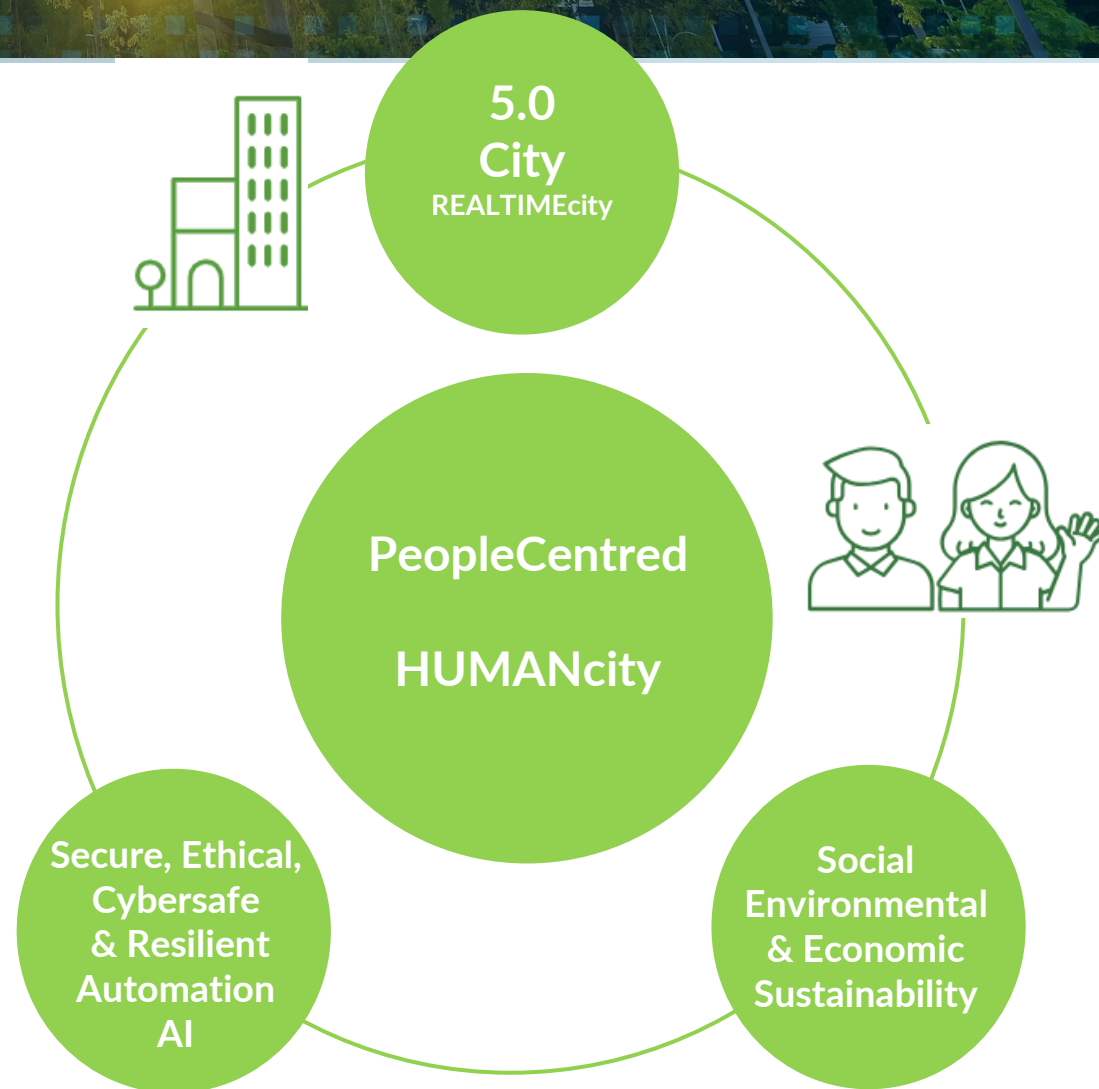 5.0
City
REALTIMEcity
PeopleCentred
HUMANcity
Secure, Ethical,
Cybersafe
& Resilient
Automation
AI
Social
Environmental
& Economic
Sustainability